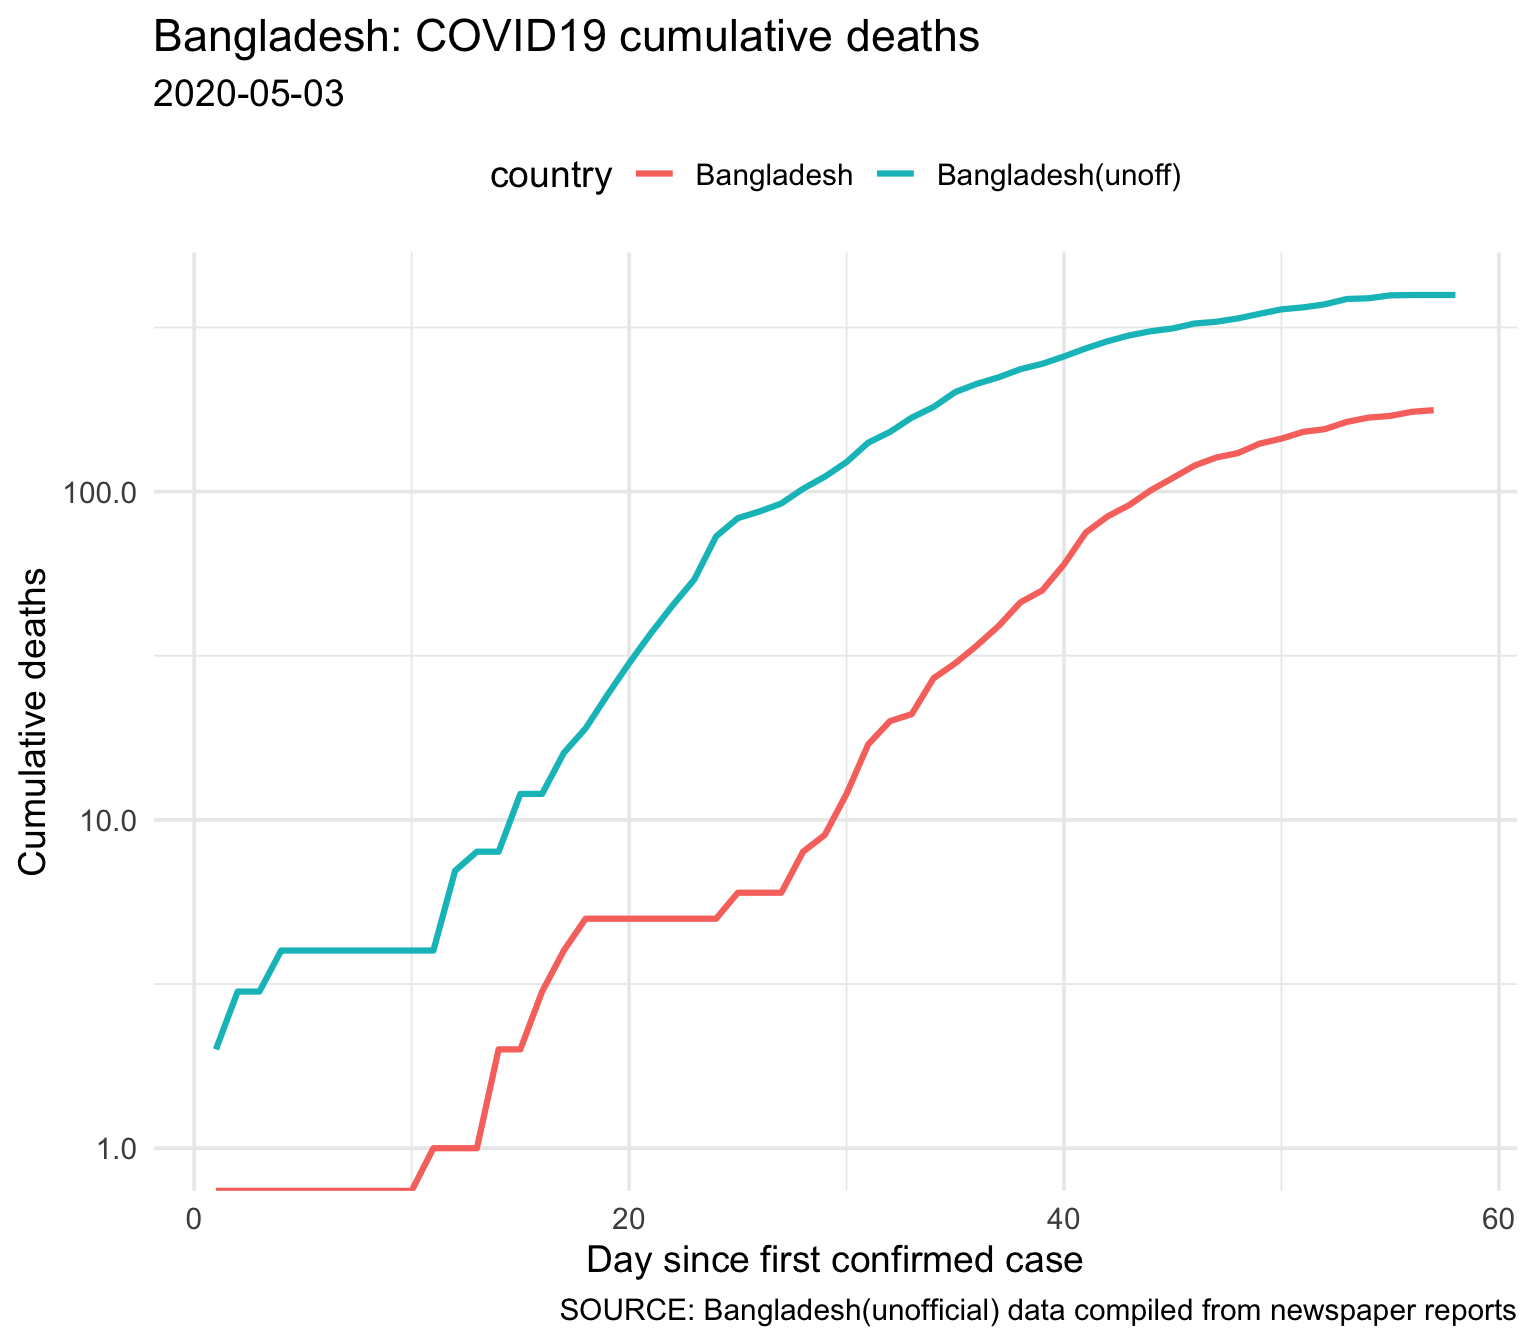 Bangladesh: COVID19 cumulative deaths
2020-05-03
country Bangladesh Bangladesh(unoff)
Cumulative deaths
100.0
10.0
1.0
0 20 40 60
Day since first confirmed case
SOURCE: Bangladesh(unofficial) data compiled from newspaper reports